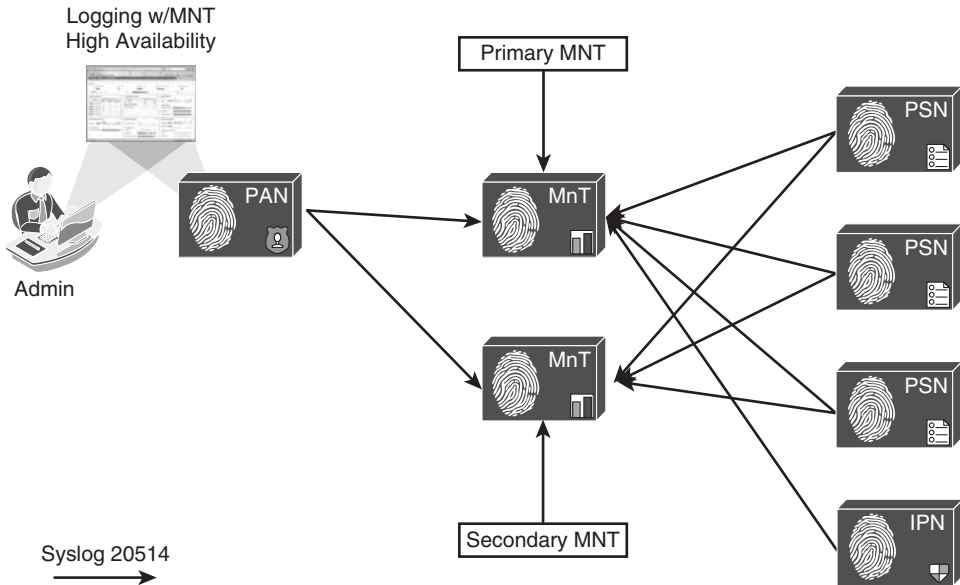 Logging w/MNT
High Availability
Admin
PAN
Primary MNT
MnT
MnT
Secondary MNT
PSN
PSN
PSN
IPN
Syslog 20514